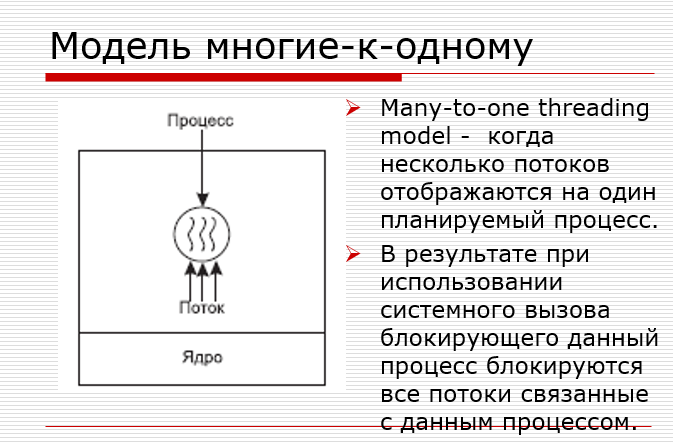 Модель многие-к-одному
Процесс
Поток
Ядро
Many-to-one threading
model - когда
несколько потоков
отображаются на один
планируемый процесс.
В результате при
использовании
системного вызова
блокирующего данный
процесс блокируются
все потоки связанные
с данным процессом.